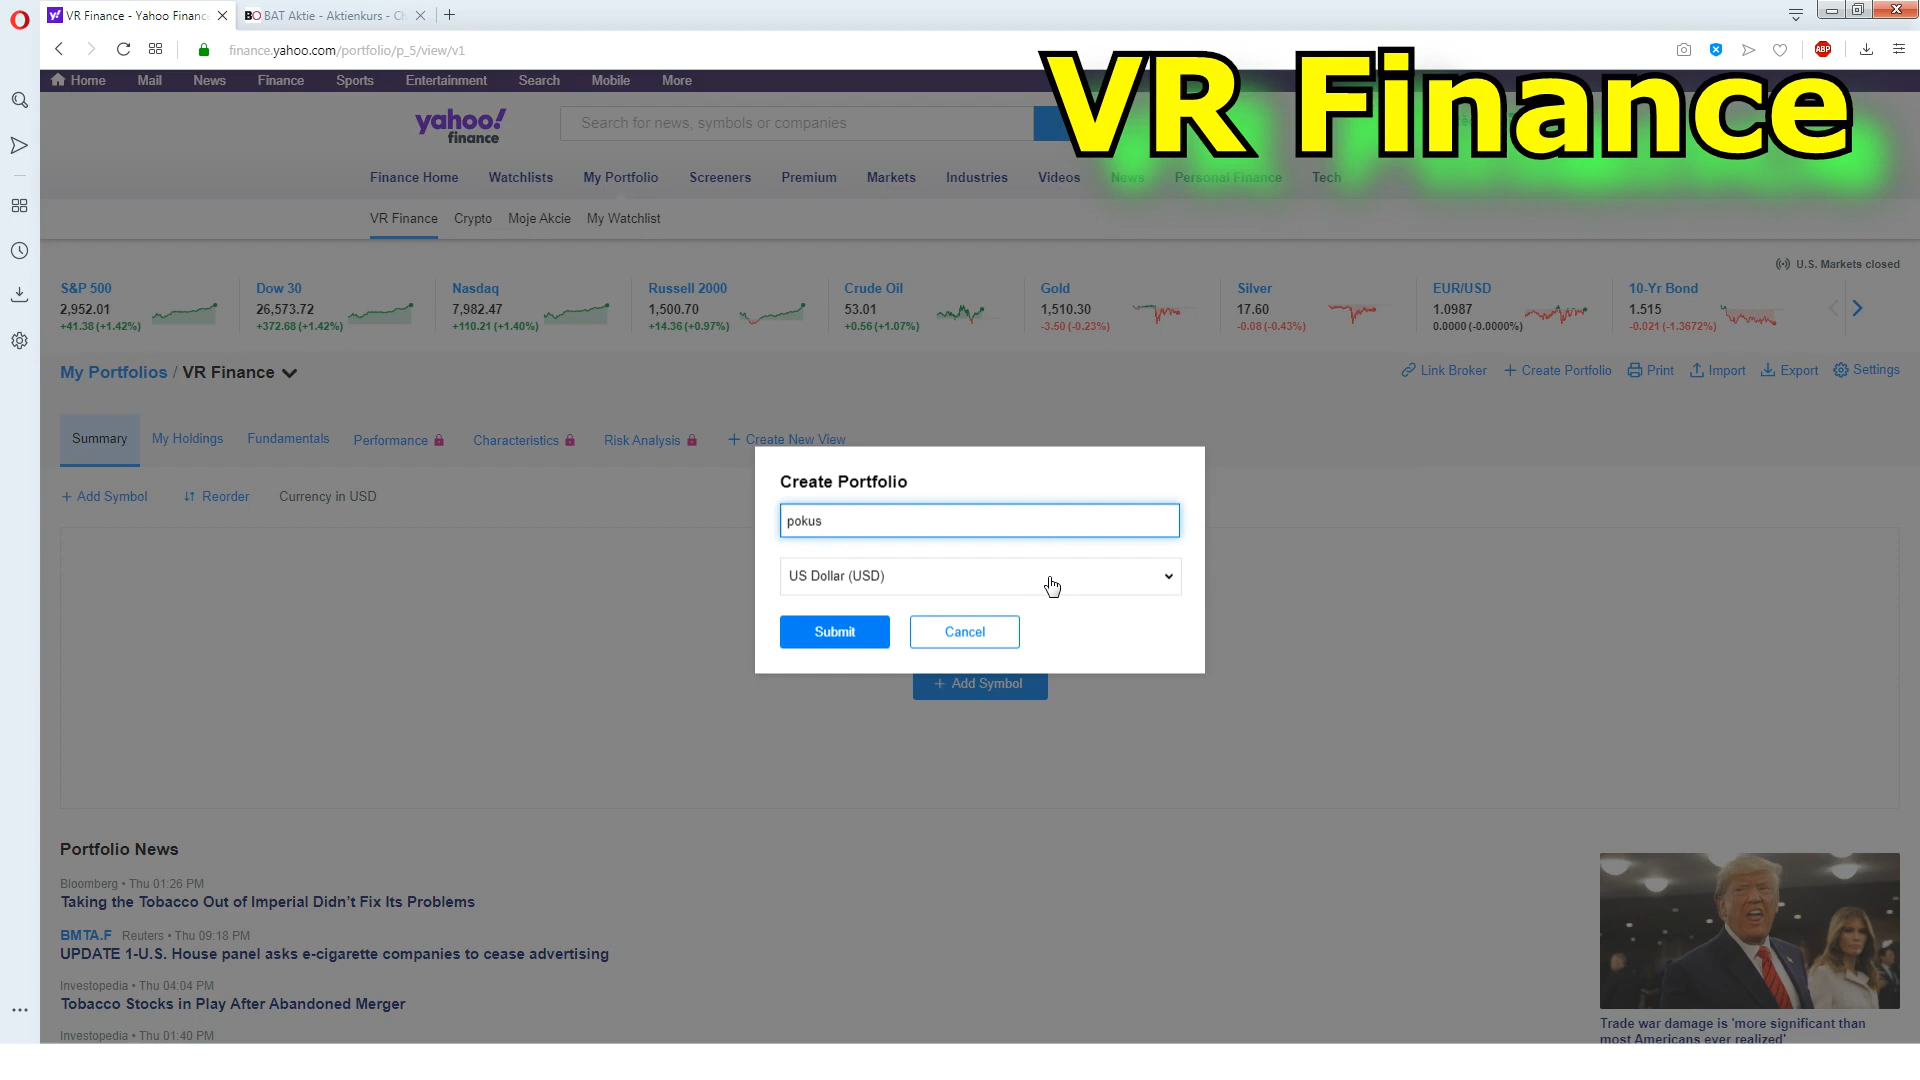 VR Finance - Yahoo Finance
BO BAT Aktie - Aktienkurs - Ch
finance.yahoo.com/portfolio/p_5/view/v1
ABP
VR Finance
Home Mail News Finance Sports Entertainment Search Mobile More
yahoo!
finance
Search for news, symbols or companies
Finance Home Watchlists My Portfolio Screeners Premium Markets Industries Videos News Personal Finance Tech
VR Finance Crypto Moje Akcie My Watchlist
U.S. Markets closed
S&P 500 Dow 30 Nasdaq Russell 2000 Crude Oil Gold Silver EUR/USD 10-Yr Bond
2,952.01 26,573.72 7,982.47 1,500.70 53.01 1,510.30 17.60 1.0987 1.515
+41.38 (+1.42%) +372.68 (+1.42%) +110.21 (+1.40%) +14.36 (+0.97%) +0.56 (+1.07%) -3.50 (-0.23%) -0.08 (-0.43%) 0.0000 (-0.0000%) -0.021 (-1.3672%)
My Portfolios / VR Finance
Link Broker + Create Portfolio Print Import Export Settings
Summary My Holdings Fundamentals Performance Characteristics Risk Analysis + Create New View
+ Add Symbol Reorder Currency in USD
Create Portfolio
pokus
US Dollar (USD)
Submit Cancel
+ Add Symbol
Portfolio News
Bloomberg • Thu 01:26 PM
Taking the Tobacco Out of Imperial Didn't Fix Its Problems
BMTA.F Reuters • Thu 09:18 PM
UPDATE 1-U.S. House panel asks e-cigarette companies to cease advertising
Investopedia • Thu 04:04 PM
Tobacco Stocks in Play After Abandoned Merger
Investopedia • Thu 01:40 PM
Trade war damage is 'more significant than
most Americans ever realized'